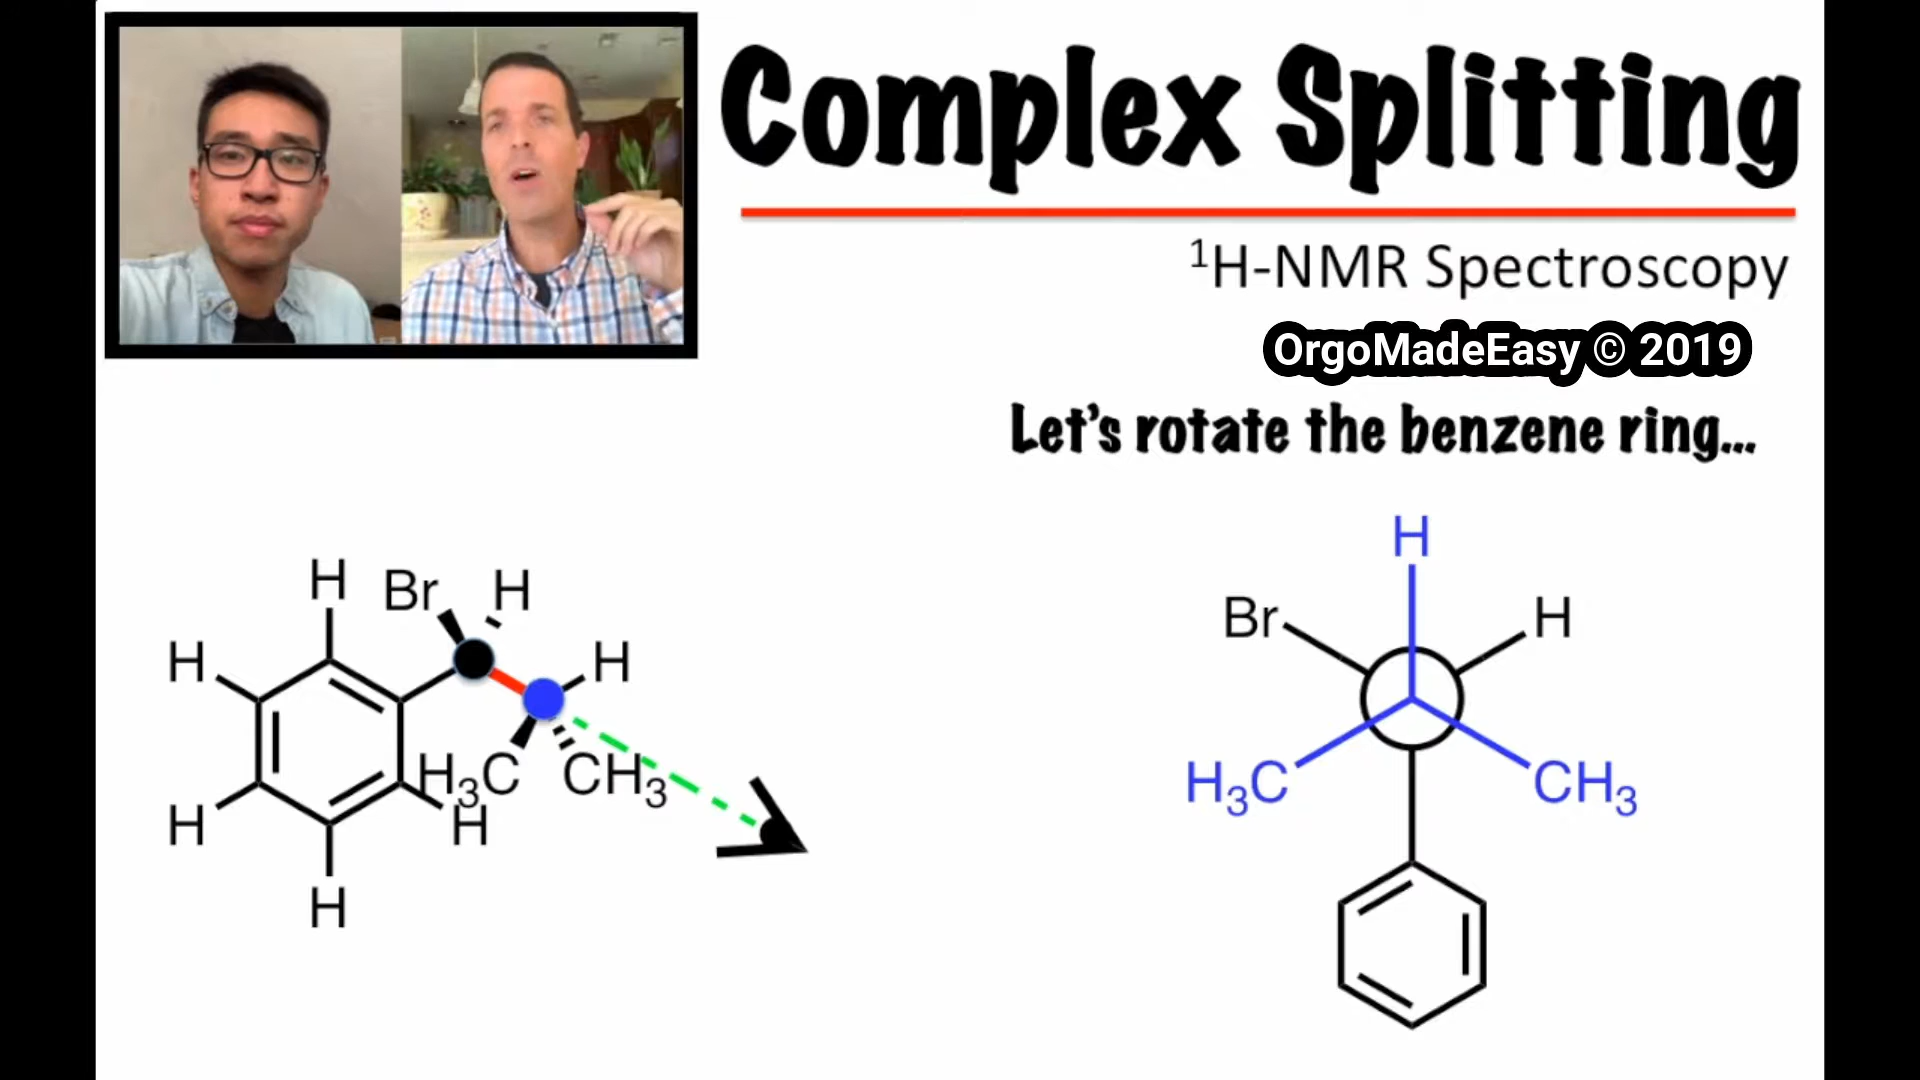 Complex Splitting
¹H-NMR Spectroscopy
OrgoMadeEasy © 2019
Let's rotate the benzene ring...
H
Br
H
H
H
H₃C
CH₃
H
H
H
H
Br
H
H₃C
CH₃